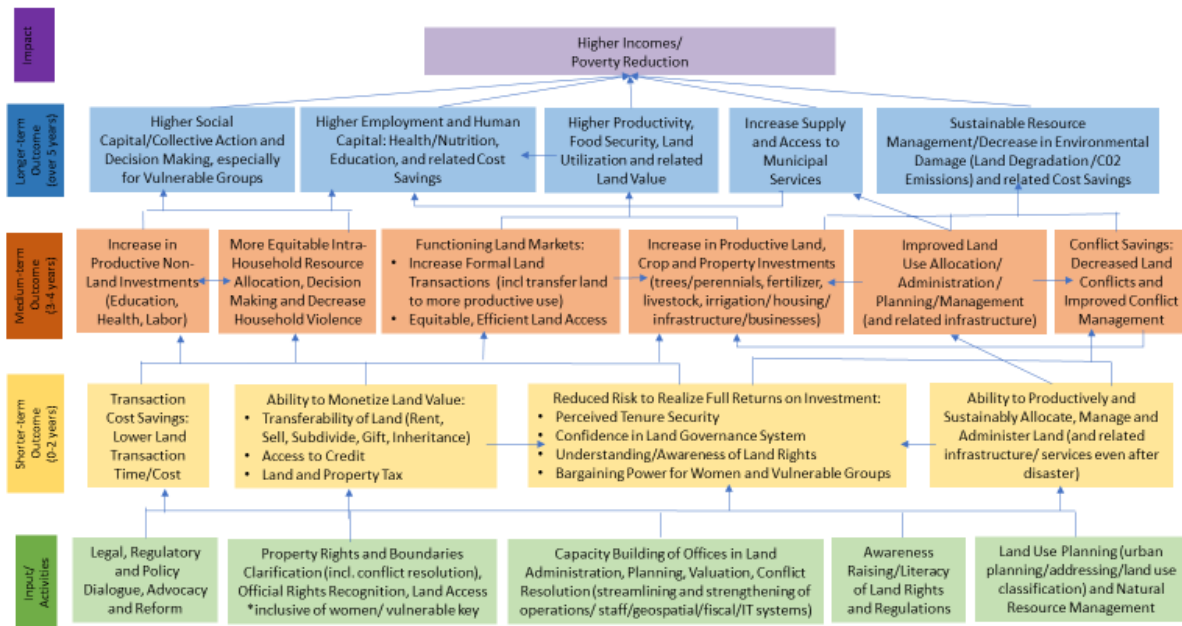 Impact
Higher Incomes/
Poverty Reduction
Longer-term
Outcome
(over 5 years)
Higher Social
Capital/Collective Action and
Decision Making, especially
for Vulnerable Groups
Higher Employment and Human
Capital: Health/Nutrition,
Education, and related Cost
Savings
Higher Productivity,
Food Security, Land
Utilization and related
Land Value
Increase Supply
and Access to
Municipal
Services
Sustainable Resource
Management/Decrease in Environmental
Damage (Land Degradation /C02
Emissions) and related Cost Savings
Medium-term
Outcome
(3-4 years)
Increase in
Productive Non-
Land Investments
(Education,
Health, Labor)
More Equitable Intra-
Household Resource
Allocation, Decision
Making and Decrease
Household Violence
Functioning Land Markets:
• Increase Formal Land
Transactions (incl transfer land
to more productive use)
• Equitable, Efficient Land Access
Increase in Productive Land,
Crop and Property Investments
(trees/perennials, fertilizer,
livestock, irrigation/ housing/
infrastructure/businesses)
Improved Land
Use Allocation/
Administration/
Planning/Management
(and related infrastructure)
Conflict Savings:
Decreased Land
Conflicts and
Improved Conflict
Management
Shorter-term
Outcome
(0-2 years)
Transaction
Cost Savings:
Lower Land
Transaction
Time/Cost
Ability to Monetize Land Value:
• Transferability of Land (Rent,
Sell, Subdivide, Gift, Inheritance)
• Access to Credit
• Land and Property Tax
Reduced Risk to Realize Full Returns on Investment:
• Perceived Tenure Security
• Confidence in Land Governance System
• Understanding/Awareness of Land Rights
• Bargaining Power for Women and Vulnerable Groups
Ability to Productively and
Sustainably Allocate, Manage and
Administer Land (and related
infrastructure/ services even after
disaster)
Input/
Activities
Legal, Regulatory
and Policy
Dialogue, Advocacy
and Reform
Property Rights and Boundaries
Clarification (incl. conflict resolution),
Official Rights Recognition, Land Access
*inclusive of women/ vulnerable key
Capacity Building of Offices in Land
Administration, Planning, Valuation, Conflict
Resolution (streamlining and strengthening of
operations/ staff/geospatial/fiscal/IT systems)
Awareness
Raising/Literacy
of Land Rights
and Regulations
Land Use Planning (urban
planning/addressing/land use
classification) and Natural
Resource Management